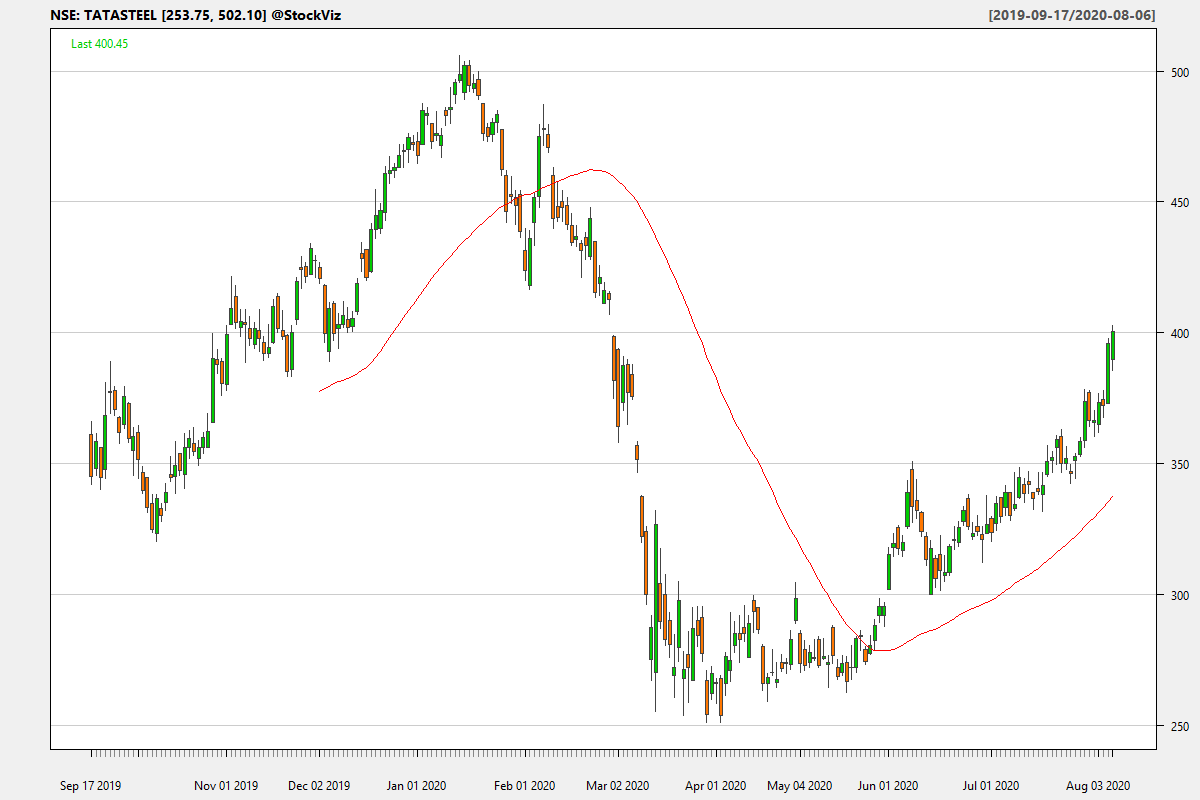 NSE: TATASTEEL [253.75, 502.10] @StockViz [2019-09-17/2020-08-06]
Last 400.45
500
450
400
350
300
250
Sep 17 2019 Nov 01 2019 Dec 02 2019 Jan 01 2020 Feb 01 2020 Mar 02 2020 Apr 01 2020 May 04 2020 Jun 01 2020 Jul 01 2020 Aug 03 2020